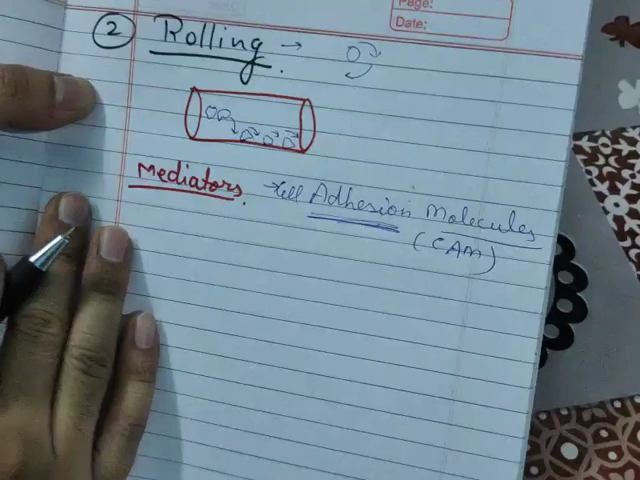 Page:
Date:
② Rolling →
Mediators. → Cell Adhesion Molecules
(CAM)